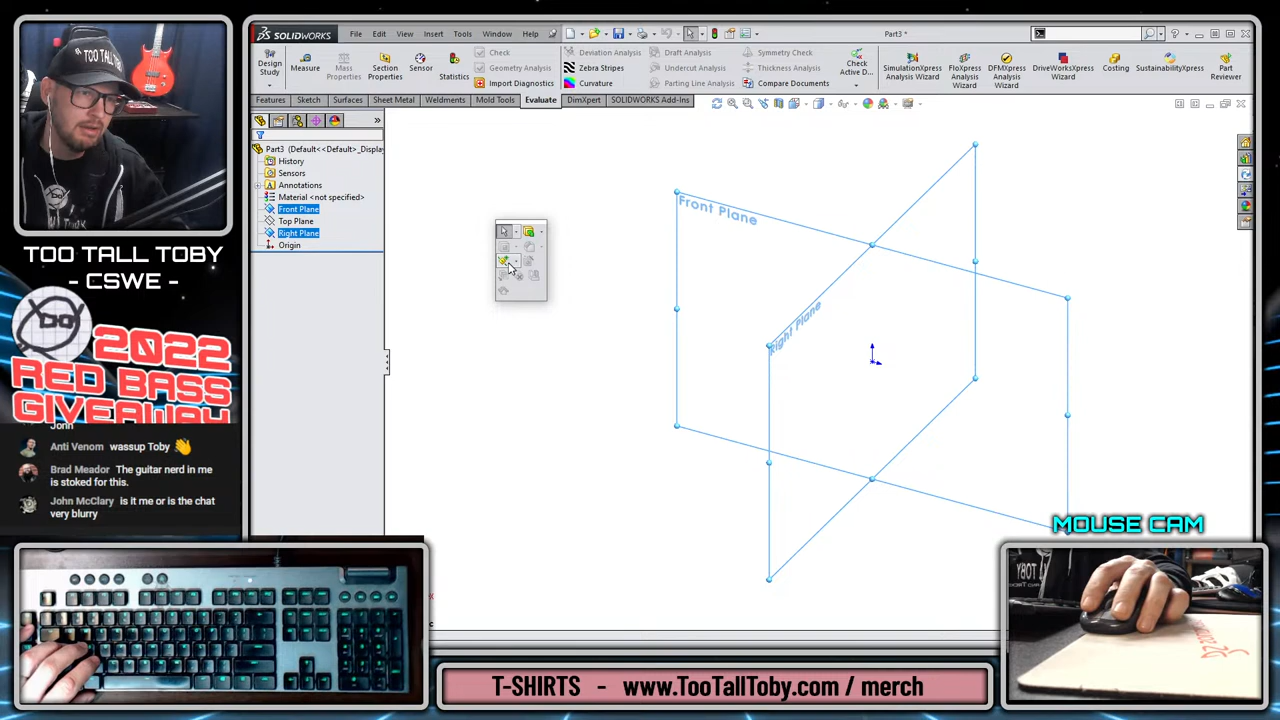 TOO TALL TOBY
TOO TALL TOBY
- CSWE -
2022
RED BASS
GIVEAWAY
John
Anti Venom wassup Toby 👋
Brad Meador The guitar nerd in me
is stoked for this.
John McClary is it me or is the chat
very blurry
SOLIDWORKS
File Edit View Insert Tools Window Help
Part3 *
Design
Study
Measure
Mass
Properties
Section
Properties
Sensor
Statistics
Check
Geometry Analysis
Import Diagnostics
Deviation Analysis
Zebra Stripes
Curvature
Draft Analysis
Undercut Analysis
Parting Line Analysis
Symmetry Check
Thickness Analysis
Compare Documents
Check
Active D...
SimulationXpress
Analysis Wizard
FloXpress
Analysis
Wizard
DFMXpress
Analysis
Wizard
DriveWorksXpress
Wizard
Costing
SustainabilityXpress
Part
Reviewer
Features Sketch Surfaces Sheet Metal Weldments Mold Tools Evaluate DimXpert SOLIDWORKS Add-Ins
Part3 (Default<<Default>_Display
History
Sensors
Annotations
Material <not specified>
Front Plane
Top Plane
Right Plane
Origin
Front Plane
Right Plane
MOUSE CAM
T-SHIRTS - www.TooTallToby.com / merch